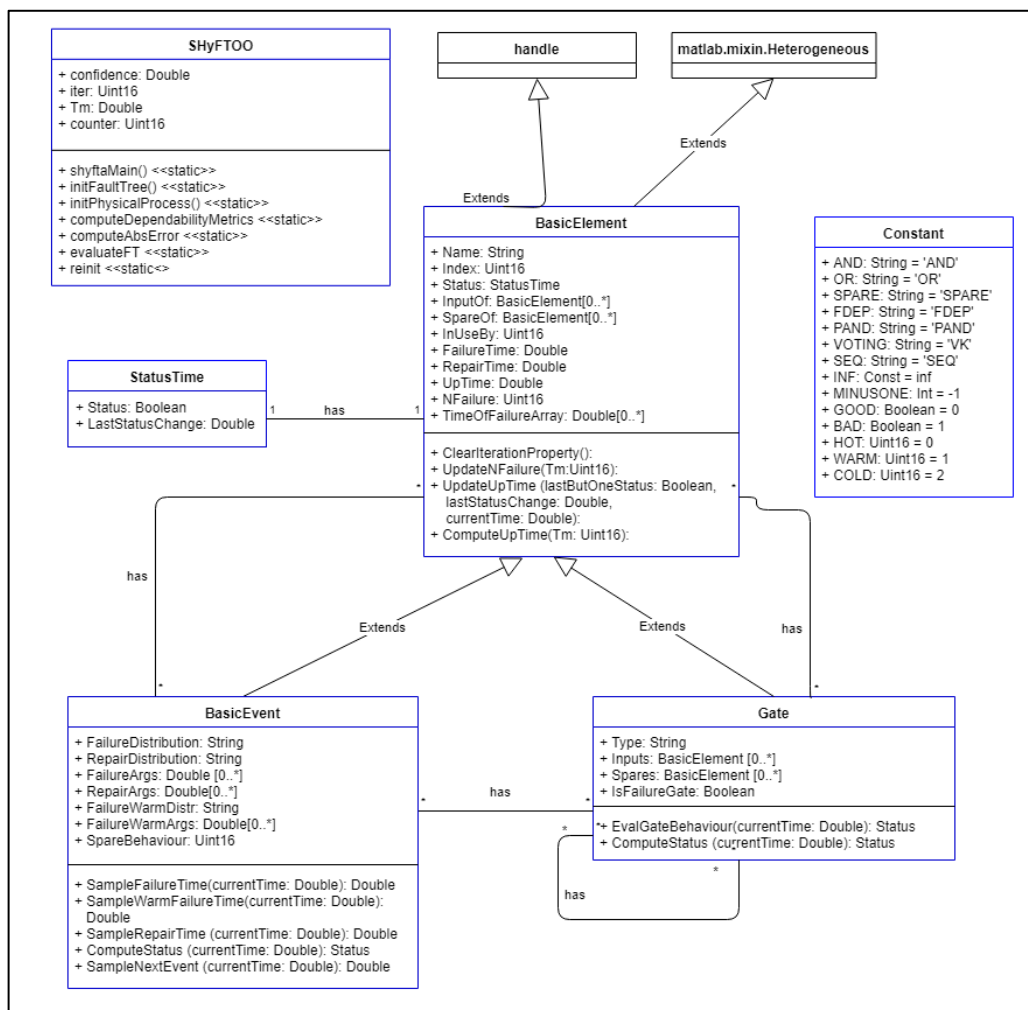 SHyFTOO
+ confidence: Double
+ iter: Uint16
+ Tm: Double
+ counter: Uint16
+ shyftaMain() <<static>>
+ initFaultTree() <<static>>
+ initPhysicalProcess() <<static>>
+ computeDependabilityMetrics <<static>>
+ computeAbsError <<static>>
+ evaluateFT <<static>>
+ reinit <<static<>
handle
matlab.mixin.Heterogeneous
Extends
Extends
BasicElement
+ Name: String
+ Index: Uint16
+ Status: StatusTime
+ InputOf: BasicElement[0..*]
+ SpareOf: BasicElement[0..*]
+ InUseBy: Uint16
+ FailureTime: Double
+ RepairTime: Double
+ UpTime: Double
+ NFailure: Uint16
+ TimeOfFailureArray: Double[0..*]
+ ClearIterationProperty():
+ UpdateNFailure(Tm:Uint16):
+ UpdateUpTime (lastButOneStatus: Boolean,
lastStatusChange: Double,
currentTime: Double):
+ ComputeUpTime(Tm: Uint16):
Constant
+ AND: String = 'AND'
+ OR: String = 'OR'
+ SPARE: String = 'SPARE'
+ FDEP: String = 'FDEP'
+ PAND: String = 'PAND'
+ VOTING: String = 'VK'
+ SEQ: String = 'SEQ'
+ INF: Const = inf
+ MINUSONE: Int = -1
+ GOOD: Boolean = 0
+ BAD: Boolean = 1
+ HOT: Uint16 = 0
+ WARM: Uint16 = 1
+ COLD: Uint16 = 2
StatusTime
+ Status: Boolean
+ LastStatusChange: Double
1 has 1
* *
has
Extends
Extends
has
* *
BasicEvent
+ FailureDistribution: String
+ RepairDistribution: String
+ FailureArgs: Double [0..*]
+ RepairArgs: Double[0..*]
+ FailureWarmDistr: String
+ FailureWarmArgs: Double[0..*]
+ SpareBehaviour: Uint16
+ SampleFailureTime(currentTime: Double): Double
+ SampleWarmFailureTime(currentTime: Double):
Double
+ SampleRepairTime (currentTime: Double): Double
+ ComputeStatus (currentTime: Double): Status
+ SampleNextEvent (currentTime: Double): Double
* has *
Gate
+ Type: String
+ Inputs: BasicElement [0..*]
+ Spares: BasicElement [0..*]
+ IsFailureGate: Boolean
+ EvalGateBehaviour(currentTime: Double): Status
+ ComputeStatus (currentTime: Double): Status
* *
has